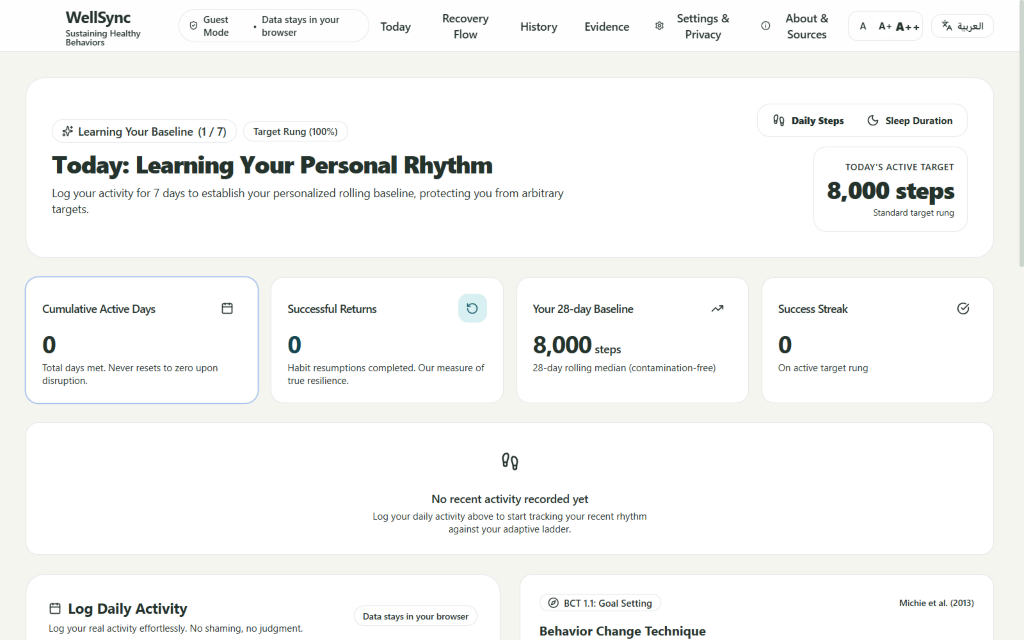 WellSync
Sustaining Healthy
Behaviors
Guest
Mode
• Data stays in your
browser
Today
Recovery
Flow
History
Evidence
Settings &
Privacy
About &
Sources
A A+ A++
العربية
Learning Your Baseline (1 / 7)
Target Rung (100%)
Today: Learning Your Personal Rhythm
Log your activity for 7 days to establish your personalized rolling baseline, protecting you from arbitrary
targets.
Daily Steps
Sleep Duration
TODAY'S ACTIVE TARGET
8,000 steps
Standard target rung
Cumulative Active Days
0
Total days met. Never resets to zero upon
disruption.
Successful Returns
0
Habit resumptions completed. Our measure of
true resilience.
Your 28-day Baseline
8,000 steps
28-day rolling median (contamination-free)
Success Streak
0
On active target rung
No recent activity recorded yet
Log your daily activity above to start tracking your recent rhythm
against your adaptive ladder.
Log Daily Activity
Log your real activity effortlessly. No shaming, no judgment.
Data stays in your browser
BCT 1.1: Goal Setting
Michie et al. (2013)
Behavior Change Technique